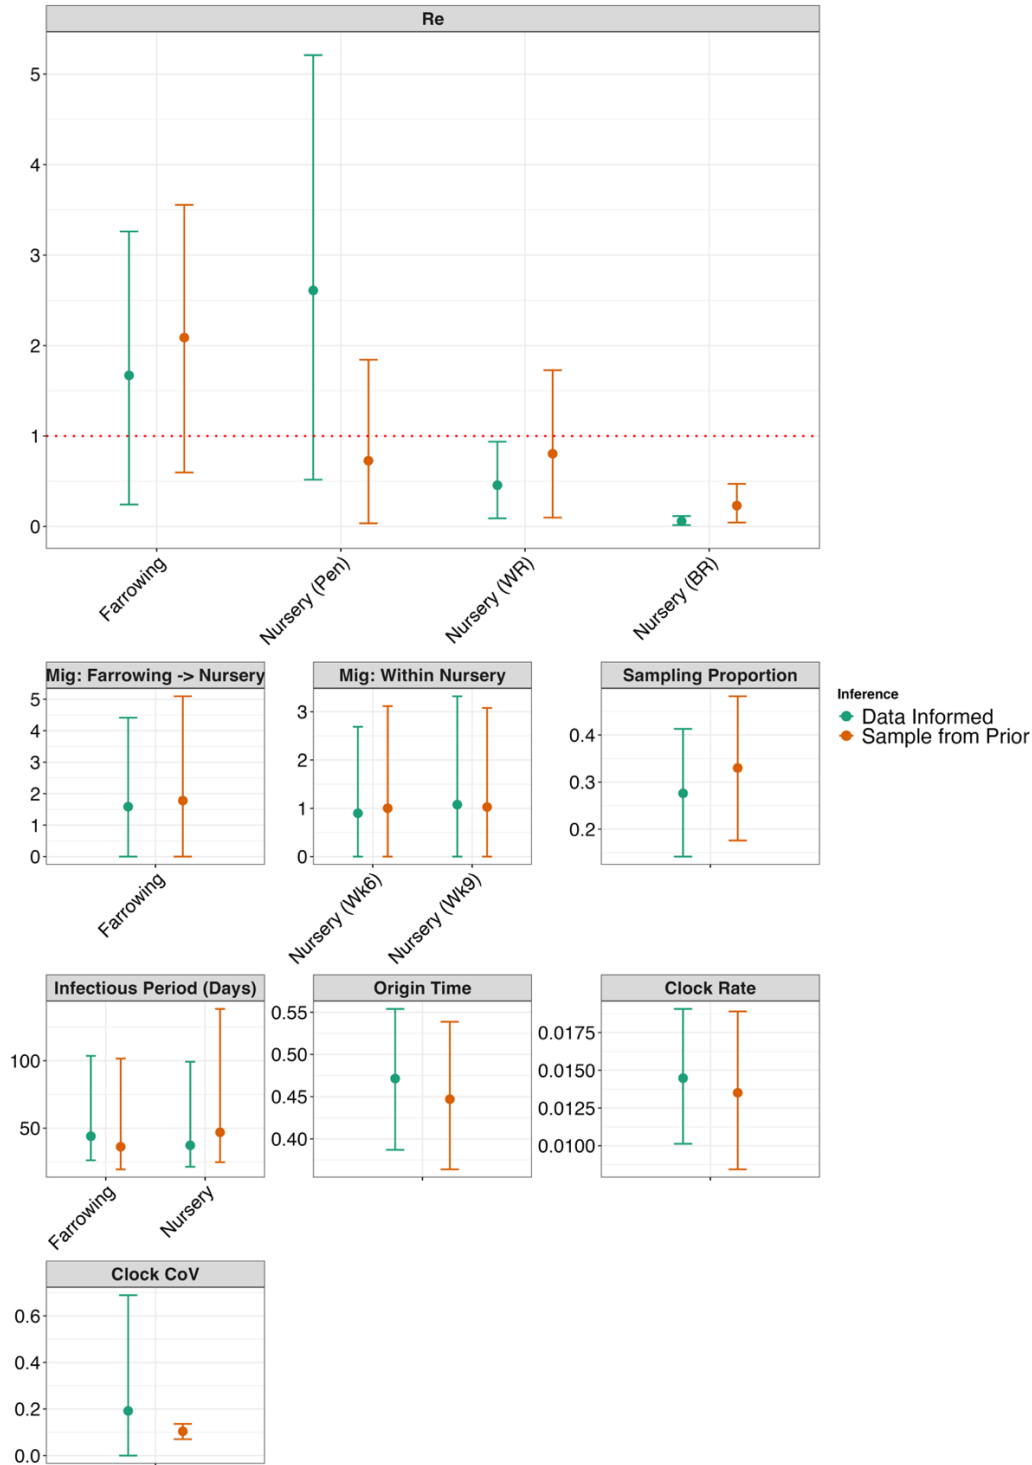 Re
5
4
3
2
1
0
Farrowing
Nursery (Pen)
Nursery (WR)
Nursery (BR)
Mig: Farrowing -> Nursery
5
4
3
2
1
0
Farrowing
Mig: Within Nursery
3
2
1
0
Nursery (Wk6)
Nursery (Wk9)
Sampling Proportion
0.4
0.3
0.2
Inference
Data Informed
Sample from Prior
Infectious Period (Days)
100
50
Farrowing
Nursery
Origin Time
0.55
0.50
0.45
0.40
Clock Rate
0.0175
0.0150
0.0125
0.0100
Clock CoV
0.6
0.4
0.2
0.0